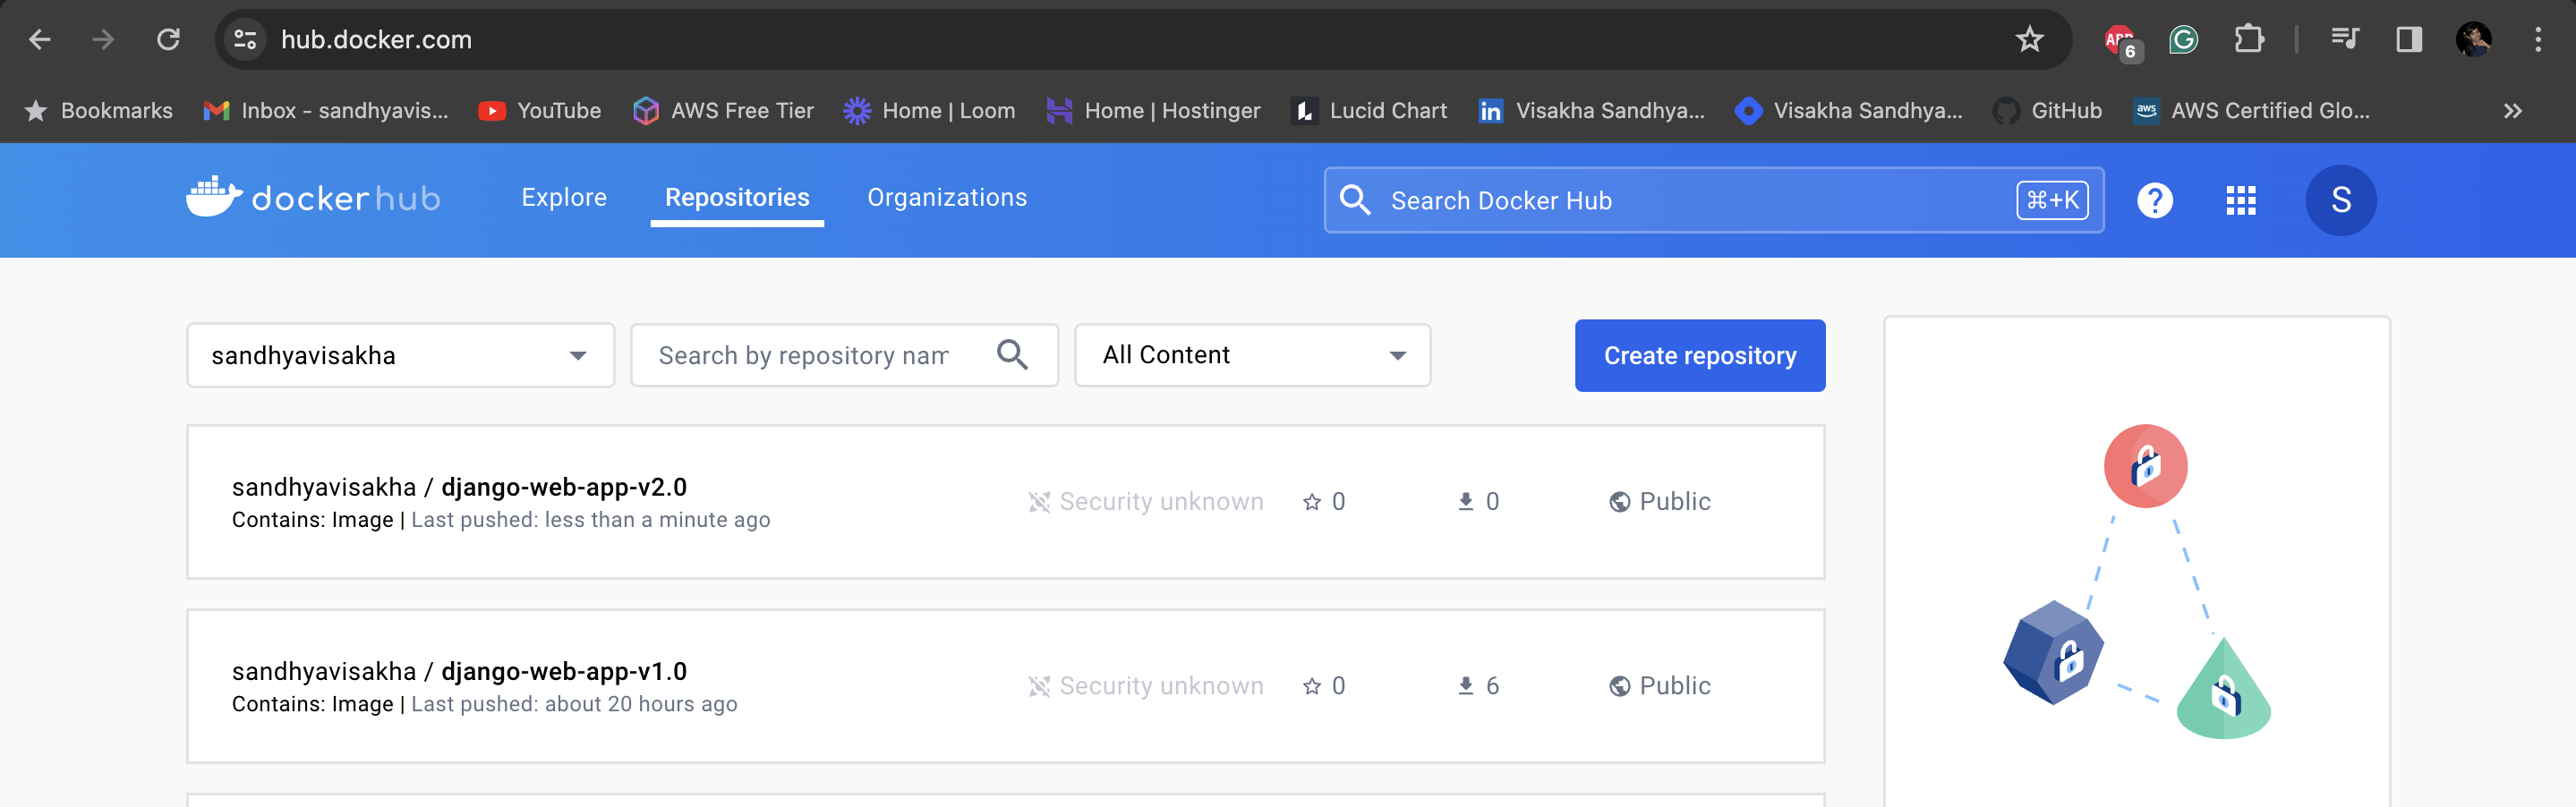 hub.docker.com
6
Bookmarks Inbox - sandhyavis... YouTube AWS Free Tier Home | Loom Home | Hostinger Lucid Chart Visakha Sandhya... Visakha Sandhya... GitHub AWS Certified Glo...
docker hub Explore Repositories Organizations Search Docker Hub ⌘+K ? S
sandhyavisakha Search by repository nam All Content Create repository
sandhyavisakha / django-web-app-v2.0
Contains: Image | Last pushed: less than a minute ago
Security unknown 0 0 Public
sandhyavisakha / django-web-app-v1.0
Contains: Image | Last pushed: about 20 hours ago
Security unknown 0 6 Public